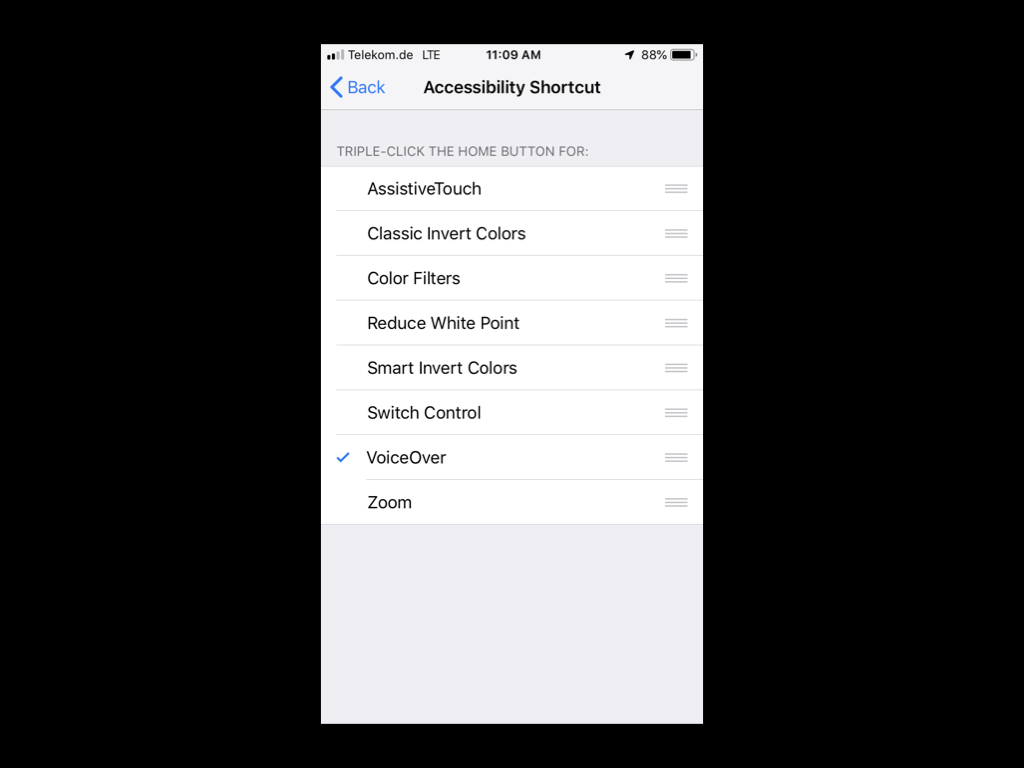 Telekom.de LTE 11:09 AM 88%
Back Accessibility Shortcut
TRIPLE-CLICK THE HOME BUTTON FOR:
AssistiveTouch
Classic Invert Colors
Color Filters
Reduce White Point
Smart Invert Colors
Switch Control
VoiceOver
Zoom